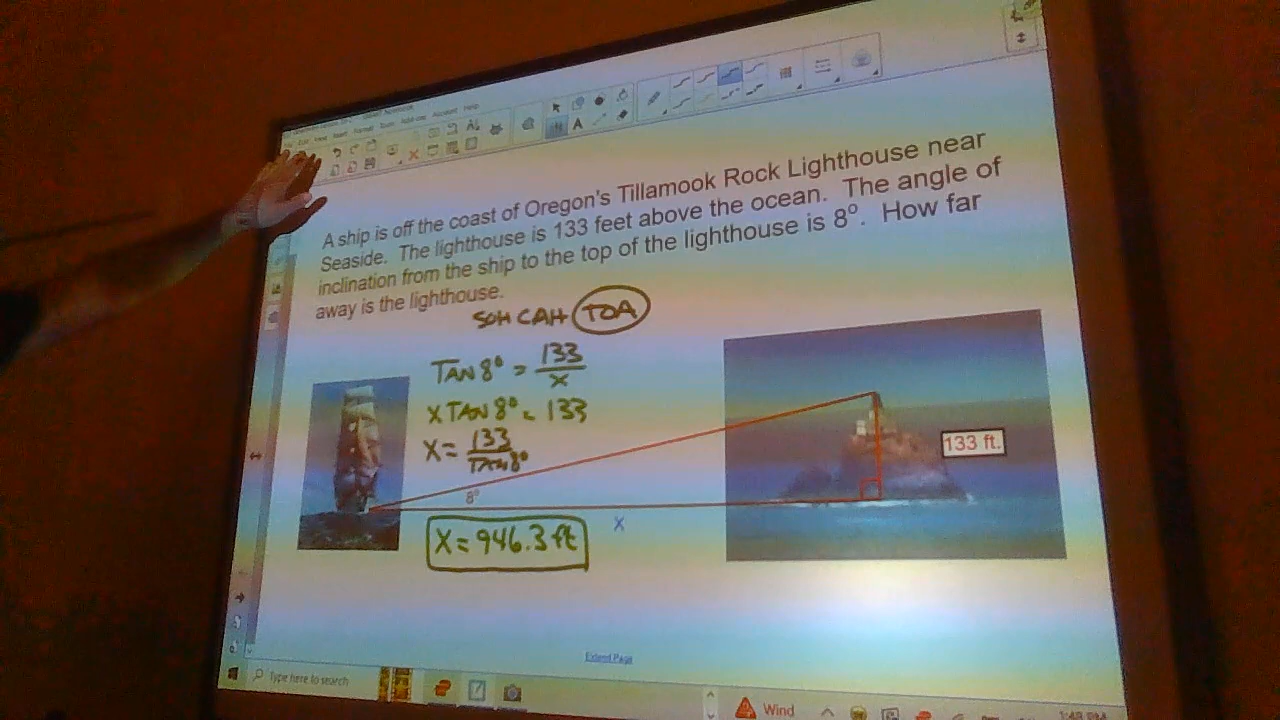 A ship is off the coast of Oregon's Tillamook Rock Lighthouse near
Seaside. The lighthouse is 133 feet above the ocean. The angle of
inclination from the ship to the top of the lighthouse is 8°. How far
away is the lighthouse.
SOH CAH TOA
TAN 8° = 133/x
x TAN 8° = 133
x = 133/TAN 8°
8°
133 ft.
x
x = 946.3 ft
Extend Page
Type here to search
Wind
1:48 PM